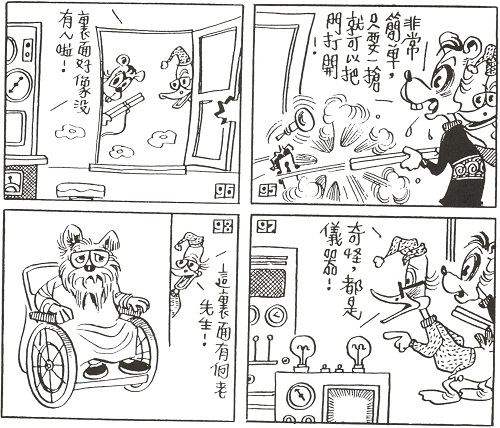 非常
簡單,
只要一槍
就可以把
門打開!
95
裏面好像沒
有人啦!
96
奇怪,都是
儀器!
97
這裏面有個老
先生!
98